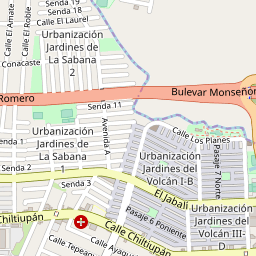 Senda 19
Senda 18
Calle El Laurel
Calle El Amate
Calle El Roble
Urbanización
Jardines de
La Sabana
2
Conacaste
Romero
Bulevar Monseñor
Senda 11
Calle Los Planes
Urbanización
Jardines de
La Sabana
1
Avenida A
Urbanización
Jardines del
Volcán I-B
Pasaje 7 Norte
Senda 2
Senda 3
El Jabalí
Urbanización
Jardines del
Volcán III-
D
Chiltiupán
Pasaje 6 Poniente
Calle Chiltiupán
Calle Tepeap
Calle Ayagu